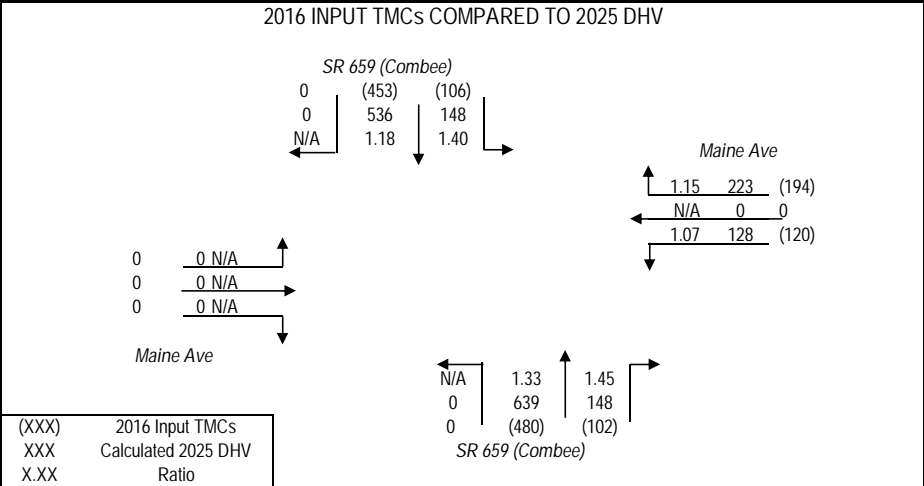 2016 INPUT TMCs COMPARED TO 2025 DHV
SR 659 (Combee)
0 (453) (106)
0 536 148
N/A 1.18 1.40
Maine Ave
1.15 223 (194)
N/A 0 0
1.07 128 (120)
0 0 N/A
0 0 N/A
0 0 N/A
Maine Ave
N/A 1.33 1.45
0 639 148
0 (480) (102)
SR 659 (Combee)
(XXX) 2016 Input TMCs
XXX Calculated 2025 DHV
X.XX Ratio